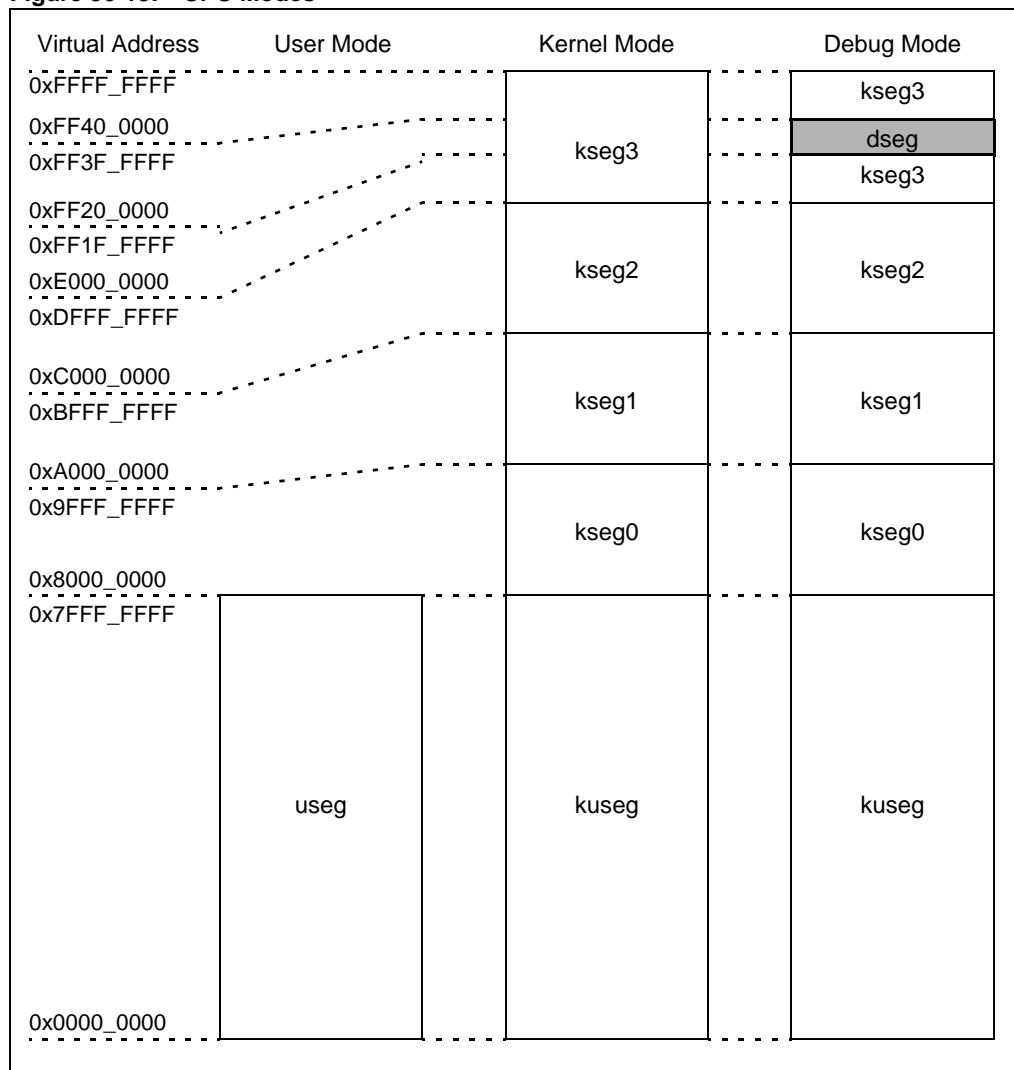 Virtual Address User Mode Kernel Mode Debug Mode
0xFFFF_FFFF
kseg3
0xFF40_0000
dseg
kseg3
0xFF3F_FFFF
kseg3
0xFF20_0000
0xFF1F_FFFF
kseg2 kseg2
0xE000_0000
0xDFFF_FFFF
0xC000_0000
kseg1 kseg1
0xBFFF_FFFF
0xA000_0000
0x9FFF_FFFF
kseg0 kseg0
0x8000_0000
0x7FFF_FFFF
useg kuseg kuseg
0x0000_0000